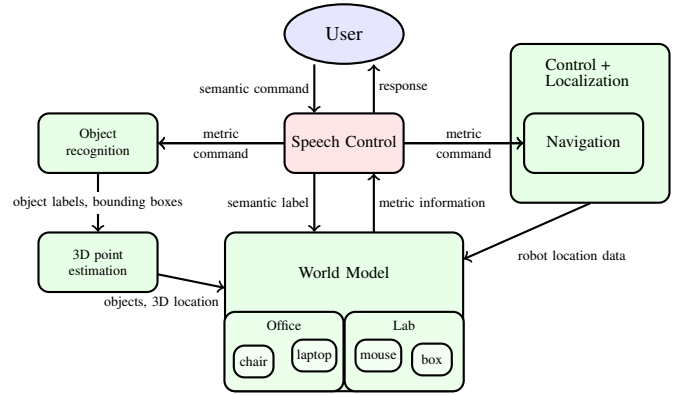 User
Control +
Localization
semantic command
response
Object
recognition
metric
command
Speech Control
metric
command
Navigation
object labels, bounding boxes
semantic label
metric information
3D point
estimation
World Model
robot location data
objects, 3D location
Office
Lab
chair
laptop
mouse
box